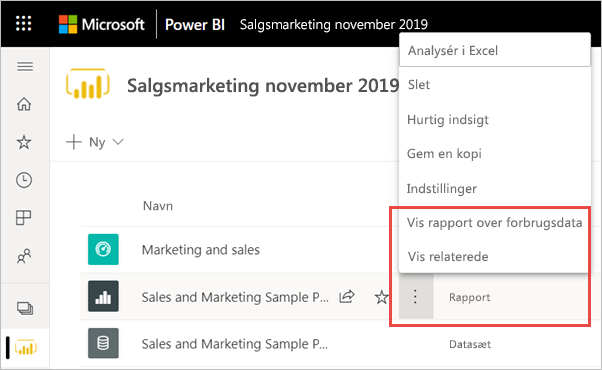 Microsoft Power BI Salgsmarketing november 2019
Salgsmarketing november 2019
Analysér i Excel
Slet
Hurtig indsigt
Gem en kopi
Indstillinger
Vis rapport over forbrugsdata
Vis relaterede
Ny
Navn
Marketing and sales
Sales and Marketing Sample P... Rapport
Sales and Marketing Sample P... Datasæt